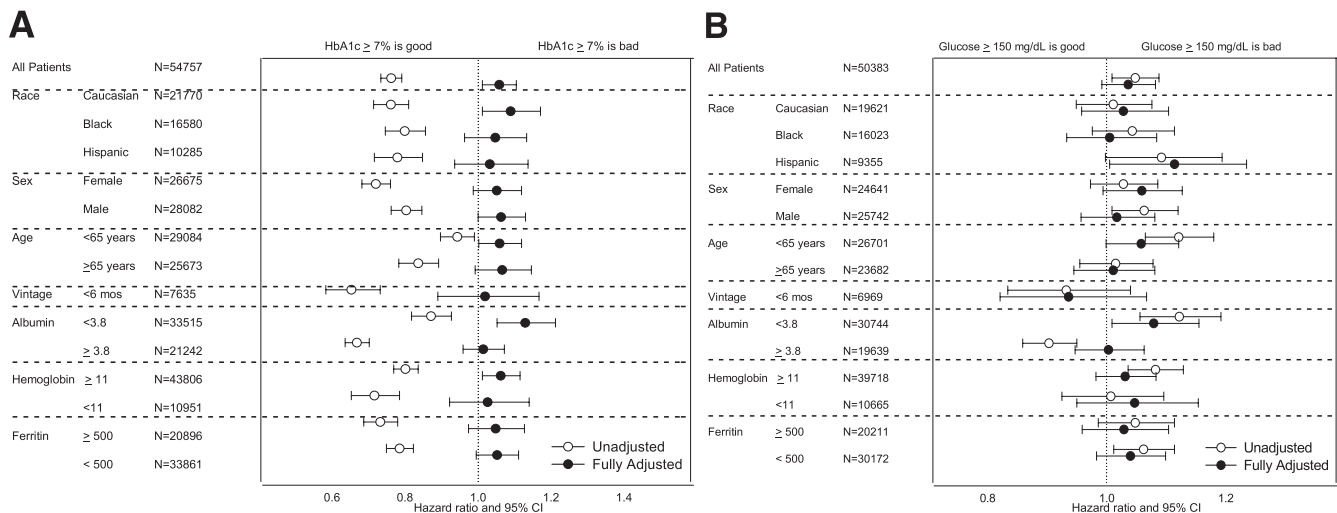 A
HbA1c ≥ 7% is good HbA1c ≥ 7% is bad
All Patients N=54757
Race Caucasian N=21770
Black N=16580
Hispanic N=10285
Sex Female N=26675
Male N=28082
Age <65 years N=29084
≥65 years N=25673
Vintage <6 mos N=7635
Albumin <3.8 N=33515
≥ 3.8 N=21242
Hemoglobin ≥ 11 N=43806
<11 N=10951
Ferritin ≥ 500 N=20896
< 500 N=33861
Unadjusted
Fully Adjusted
0.6 0.8 1.0 1.2 1.4
Hazard ratio and 95% CI
B
Glucose ≥ 150 mg/dL is good Glucose ≥ 150 mg/dL is bad
All Patients N=50383
Race Caucasian N=19621
Black N=16023
Hispanic N=9355
Sex Female N=24641
Male N=25742
Age <65 years N=26701
≥65 years N=23682
Vintage <6 mos N=6969
Albumin <3.8 N=30744
≥ 3.8 N=19639
Hemoglobin ≥ 11 N=39718
<11 N=10665
Ferritin ≥ 500 N=20211
< 500 N=30172
Unadjusted
Fully Adjusted
0.8 1.0 1.2
Hazard ratio and 95% CI